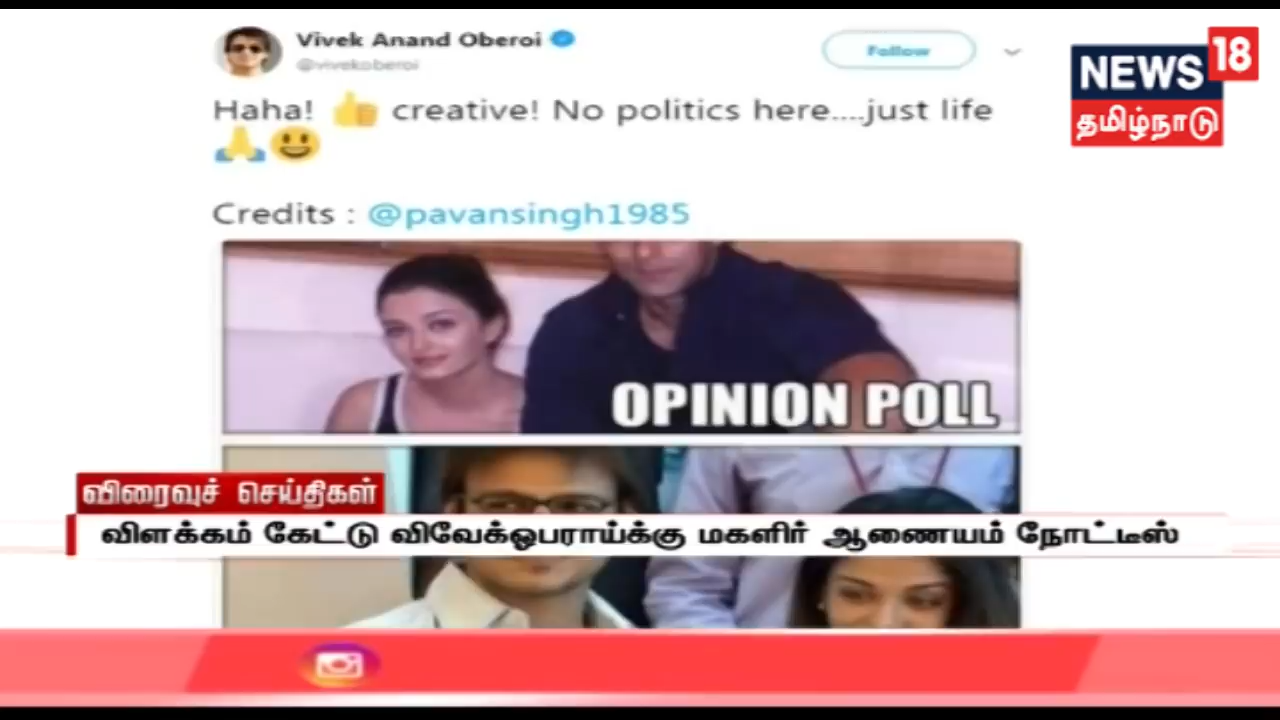 Vivek Anand Oberoi
@vivekoberoi
Follow
NEWS 18
தமிழ்நாடு
Haha! 👍 creative! No politics here....just life
🙏😃
Credits : @pavansingh1985
OPINION POLL
விரைவுச் செய்திகள்
விளக்கம் கேட்டு விவேக்ஓபராய்க்கு மகளிர் ஆணையம் நோட்டீஸ்